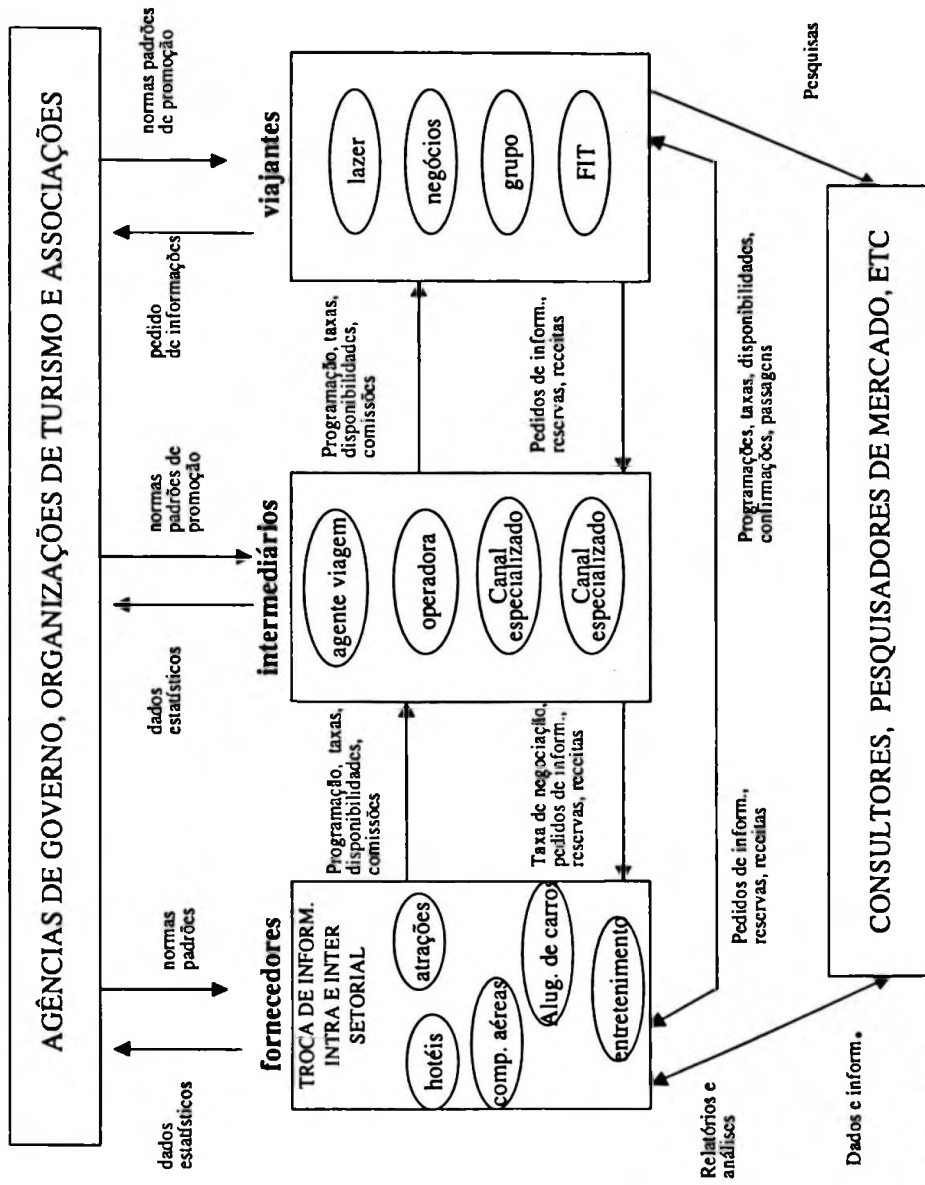 AGÊNCIAS DE GOVERNO, ORGANIZAÇÕES DE TURISMO E ASSOCIAÇÕES
dados
estatísticos
normas
padrões
dados
estatísticos
normas
padrões de
promoção
pedido
de informações
normas padrões
de promoção
fornecedores
TROCA DE INFORM.
INTRA E INTER
SETORIAL
hotéis
atrações
comp. aéreas
Alug. de carros
entretenimento
Programação, taxas,
disponibilidades,
comissões
Taxa de negociação,
pedidos de inform.,
reservas, receitas
intermediários
agente viagem
operadora
Canal
especializado
Canal
especializado
Programação, taxas,
disponibilidades,
comissões
Pedidos de inform.,
reservas, receitas
viajantes
lazer
negócios
grupo
FIT
Relatórios e
análises
Pedidos de inform.,
reservas, receitas
Programações, taxas, disponibilidades,
confirmações, passagens
Pesquisas
Dados e inform.
CONSULTORES, PESQUISADORES DE MERCADO, ETC